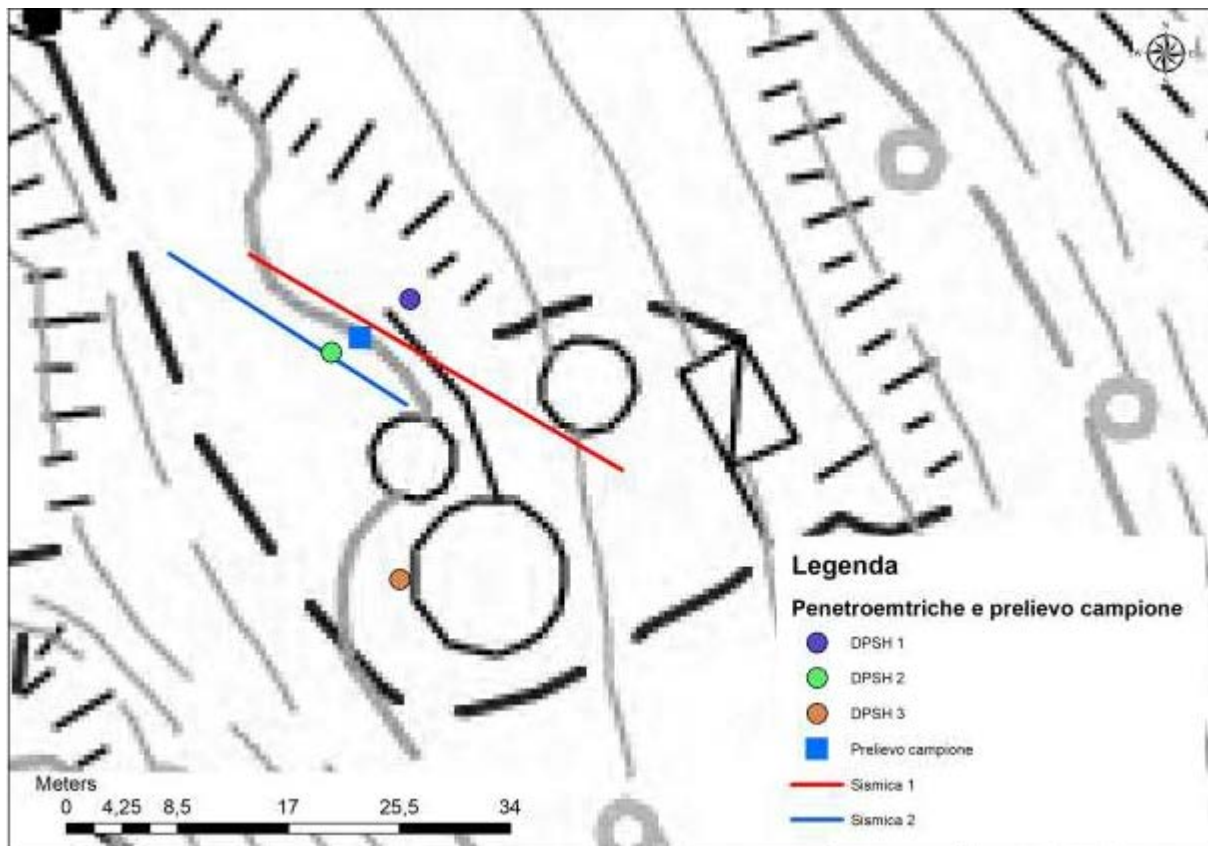 N
Legenda
Penetroemtriche e prelievo campione
DPSH 1
DPSH 2
DPSH 3
Prelievo campione
Sismica 1
Sismica 2
Meters
0 4,25 8,5 17 25,5 34